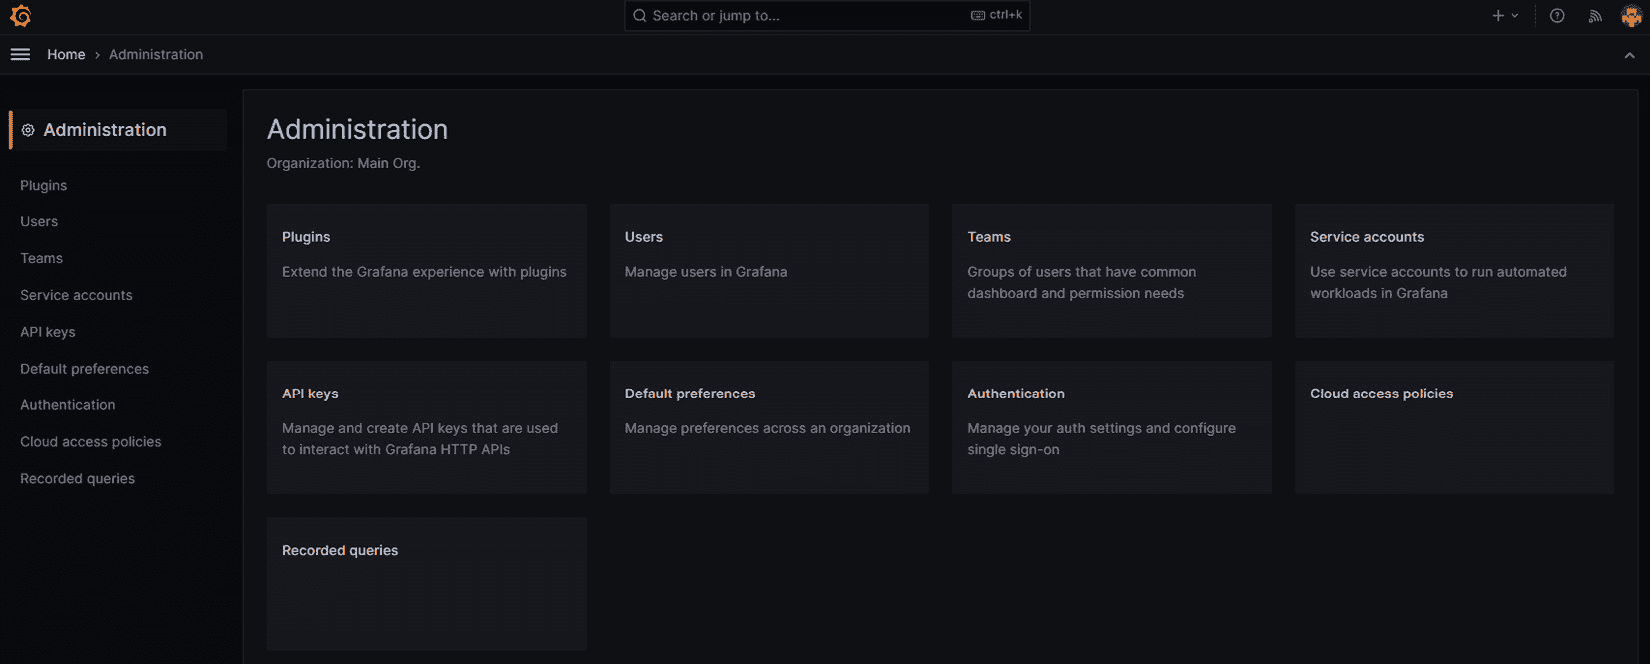 Search or jump to... ctrl+k
Home › Administration
Administration
Plugins
Users
Teams
Service accounts
API keys
Default preferences
Authentication
Cloud access policies
Recorded queries
Administration
Organization: Main Org.
Plugins
Extend the Grafana experience with plugins
Users
Manage users in Grafana
Teams
Groups of users that have common
dashboard and permission needs
Service accounts
Use service accounts to run automated
workloads in Grafana
API keys
Manage and create API keys that are used
to interact with Grafana HTTP APIs
Default preferences
Manage preferences across an organization
Authentication
Manage your auth settings and configure
single sign-on
Cloud access policies
Recorded queries